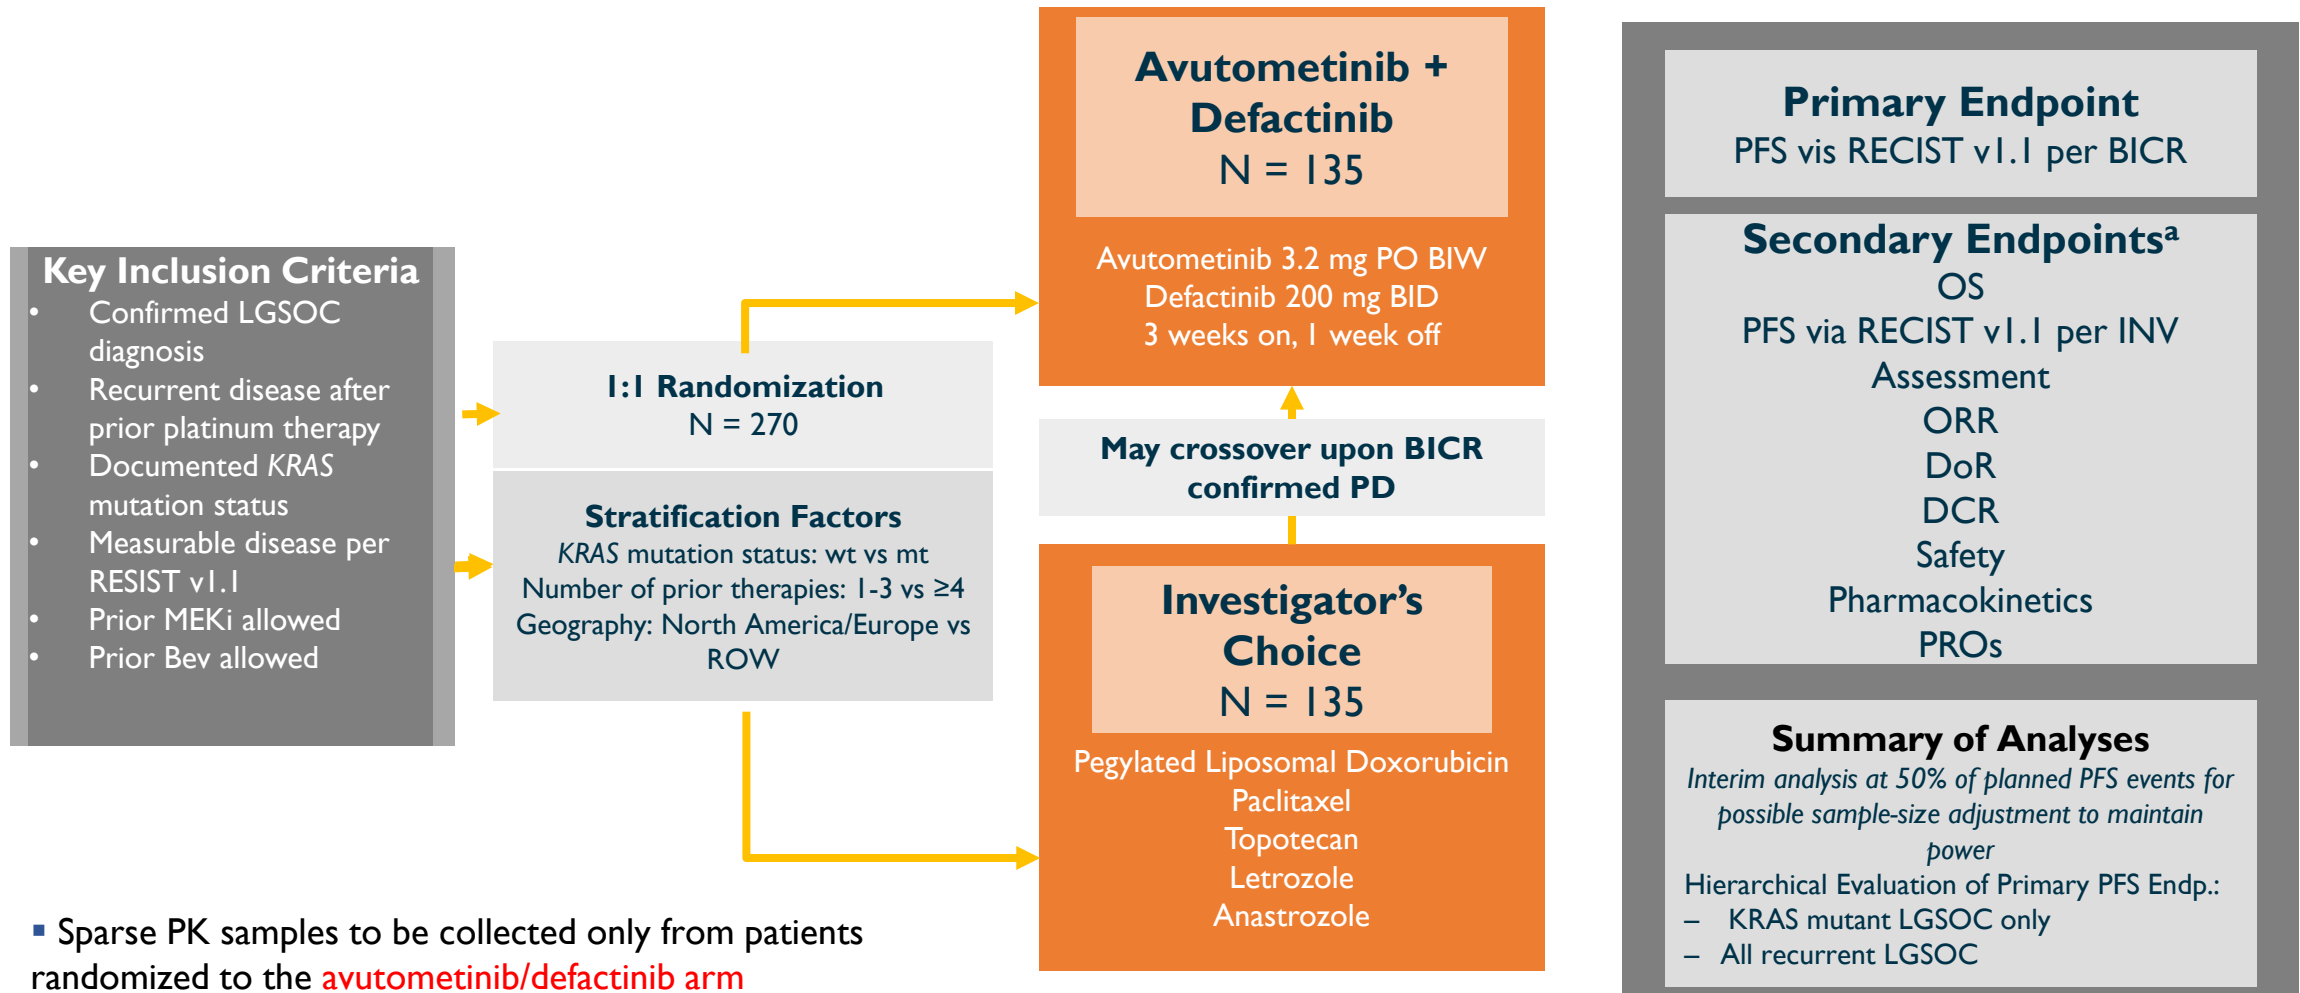 Key Inclusion Criteria
• Confirmed LGSOC
diagnosis
• Recurrent disease after
prior platinum therapy
• Documented KRAS
mutation status
• Measurable disease per
RESIST v1.1
• Prior MEKi allowed
• Prior Bev allowed
1:1 Randomization
N = 270
Stratification Factors
KRAS mutation status: wt vs mt
Number of prior therapies: 1-3 vs ≥4
Geography: North America/Europe vs
ROW
Avutometinib +
Defactinib
N = 135
Avutometinib 3.2 mg PO BIW
Defactinib 200 mg BID
3 weeks on, 1 week off
May crossover upon BICR
confirmed PD
Investigator’s
Choice
N = 135
Pegylated Liposomal Doxorubicin
Paclitaxel
Topotecan
Letrozole
Anastrozole
Primary Endpoint
PFS vis RECIST v1.1 per BICR
Secondary Endpointsᵃ
OS
PFS via RECIST v1.1 per INV
Assessment
ORR
DoR
DCR
Safety
Pharmacokinetics
PROs
Summary of Analyses
Interim analysis at 50% of planned PFS events for
possible sample-size adjustment to maintain
power
Hierarchical Evaluation of Primary PFS Endp.:
– KRAS mutant LGSOC only
– All recurrent LGSOC
▪ Sparse PK samples to be collected only from patients
randomized to the avutometinib/defactinib arm